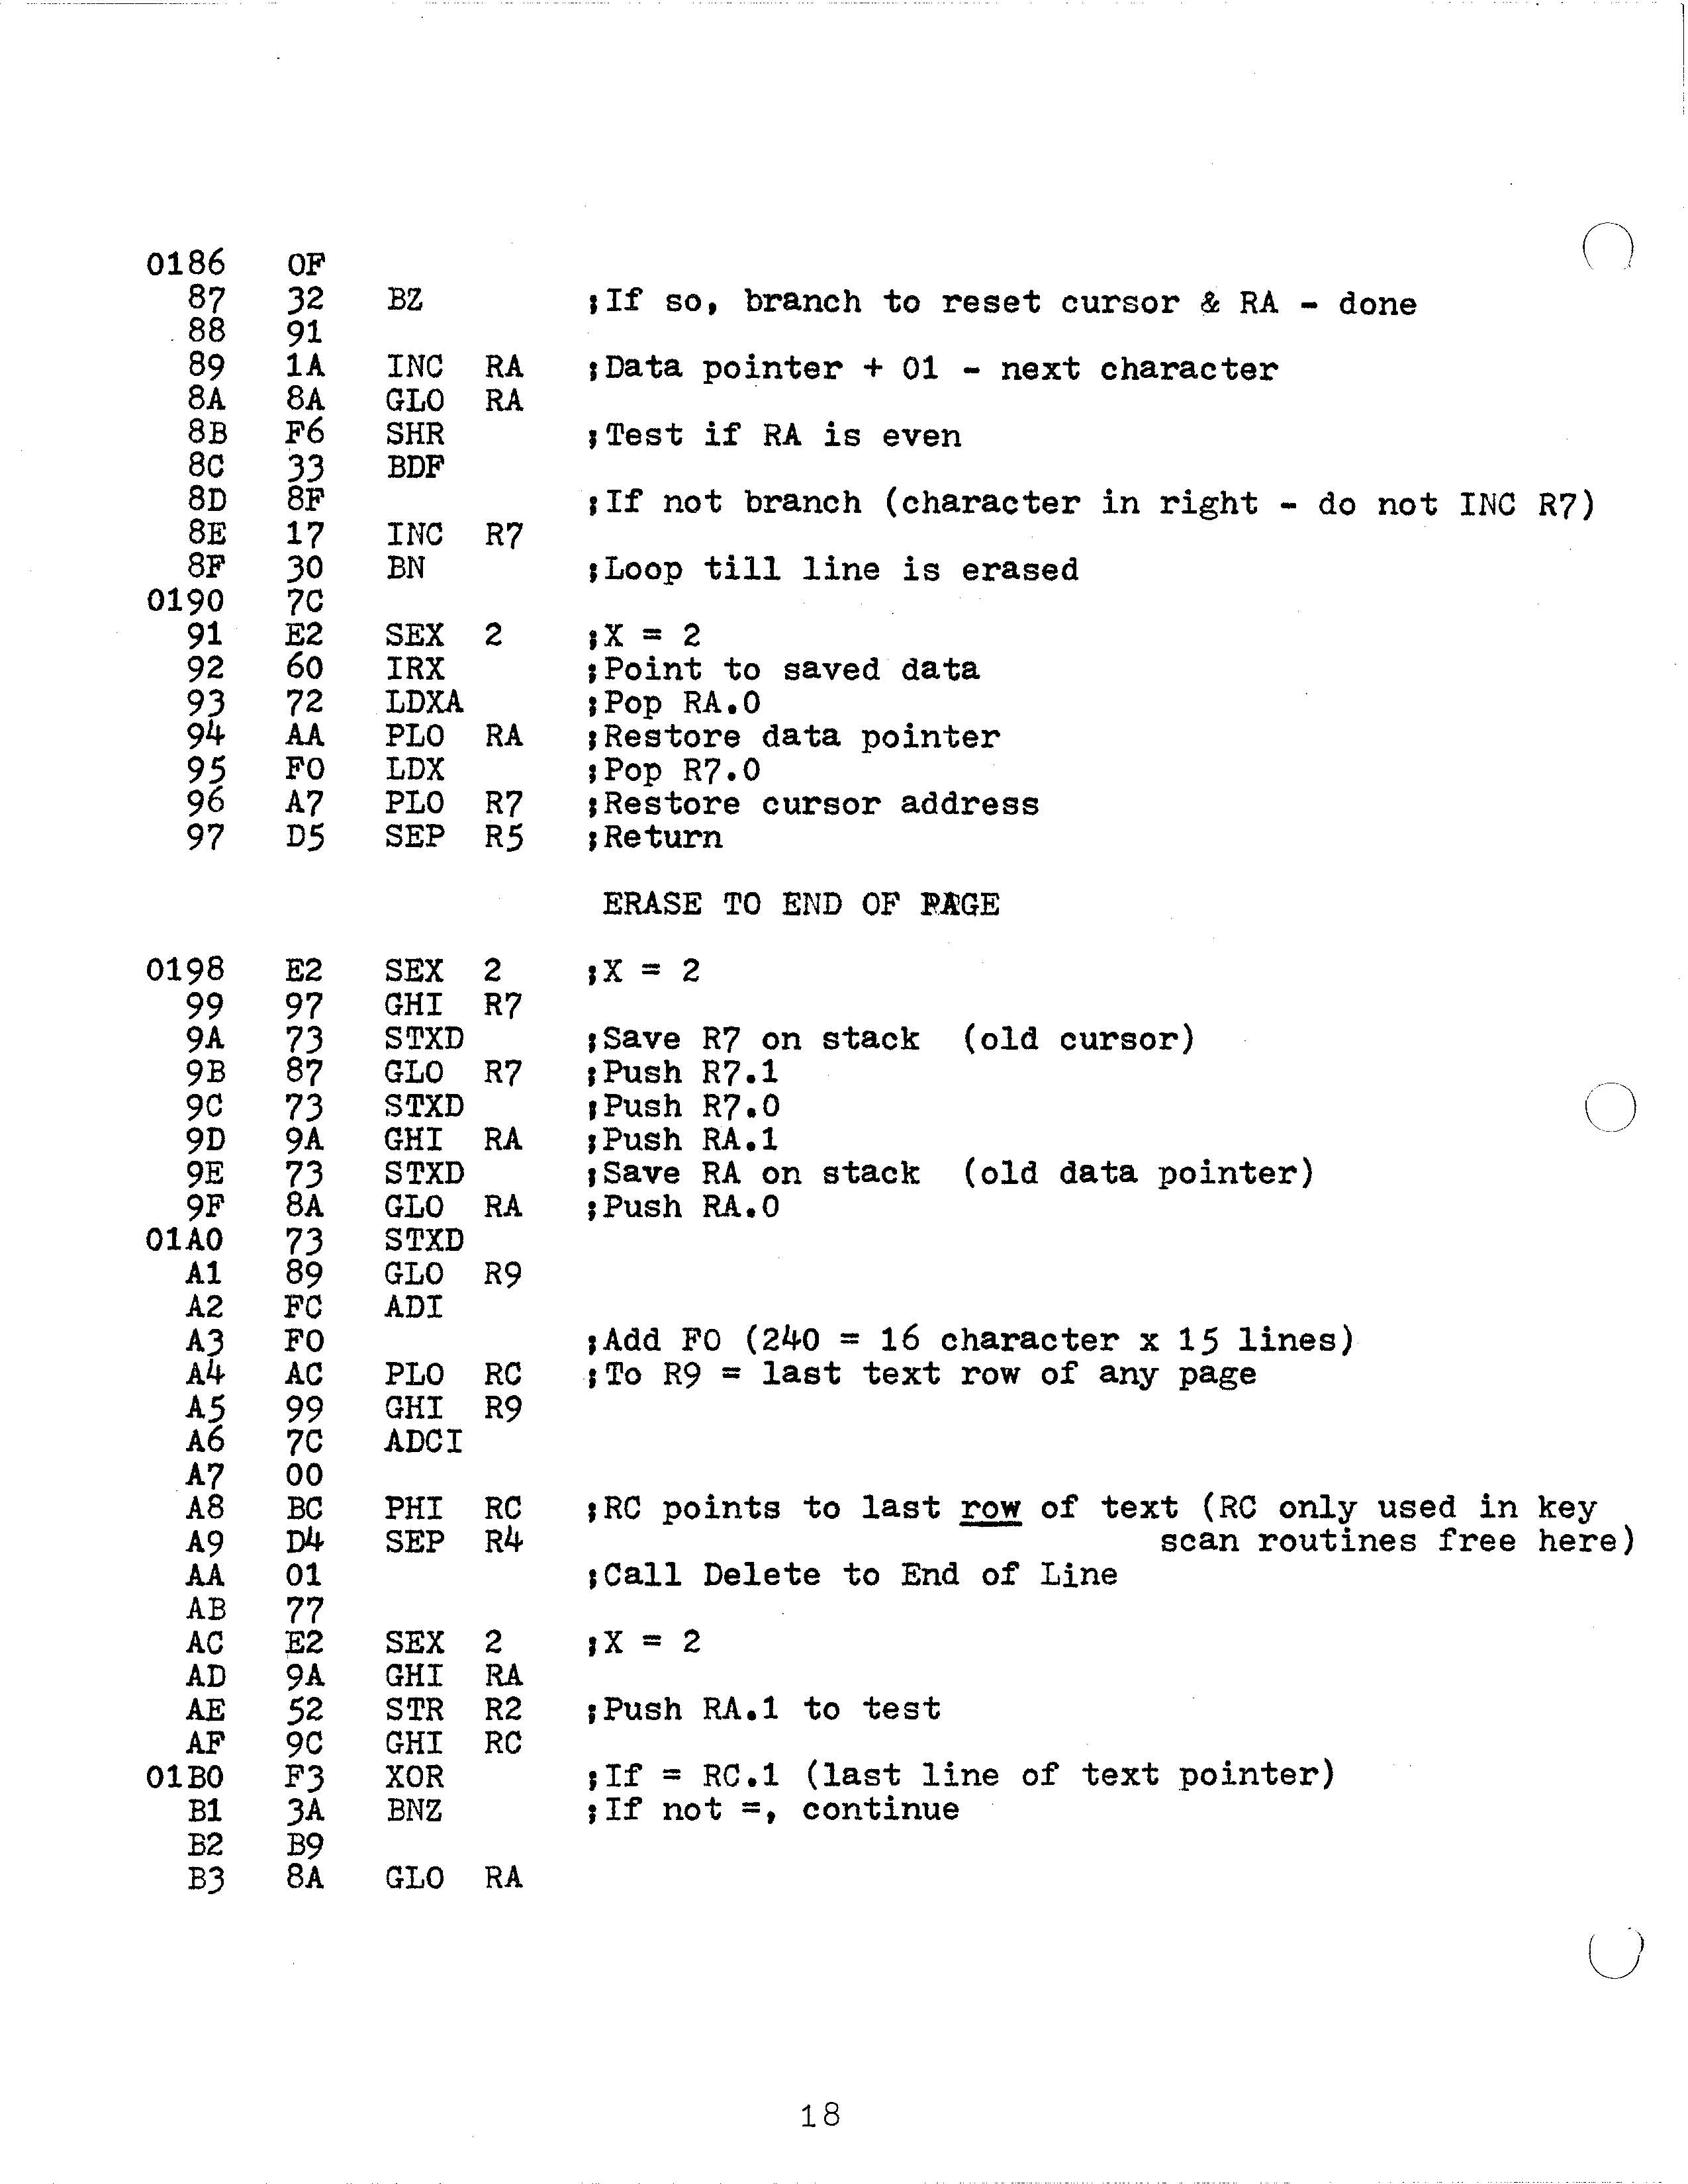 0186 0F
87 32 BZ ;If so, branch to reset cursor & RA - done
88 91
89 1A INC RA ;Data pointer + 01 - next character
8A 8A GLO RA
8B F6 SHR ;Test if RA is even
8C 33 BDF
8D 8F ;If not branch (character in right - do not INC R7)
8E 17 INC R7
8F 30 BN ;Loop till line is erased
0190 7C
91 E2 SEX 2 ;X = 2
92 60 IRX ;Point to saved data
93 72 LDXA ;Pop RA.0
94 AA PLO RA ;Restore data pointer
95 F0 LDX ;Pop R7.0
96 A7 PLO R7 ;Restore cursor address
97 D5 SEP R5 ;Return
ERASE TO END OF PAGE
0198 E2 SEX 2 ;X = 2
99 97 GHI R7
9A 73 STXD ;Save R7 on stack (old cursor)
9B 87 GLO R7 ;Push R7.1
9C 73 STXD ;Push R7.0
9D 9A GHI RA ;Push RA.1
9E 73 STXD ;Save RA on stack (old data pointer)
9F 8A GLO RA ;Push RA.0
01A0 73 STXD
A1 89 GLO R9
A2 FC ADI
A3 F0 ;Add F0 (240 = 16 character x 15 lines)
A4 AC PLO RC ;To R9 = last text row of any page
A5 99 GHI R9
A6 7C ADCI
A7 00
A8 BC PHI RC ;RC points to last row of text (RC only used in key
A9 D4 SEP R4 scan routines free here)
AA 01 ;Call Delete to End of Line
AB 77
AC E2 SEX 2 ;X = 2
AD 9A GHI RA
AE 52 STR R2 ;Push RA.1 to test
AF 9C GHI RC
01B0 F3 XOR ;If = RC.1 (last line of text pointer)
B1 3A BNZ ;If not =, continue
B2 B9
B3 8A GLO RA
18